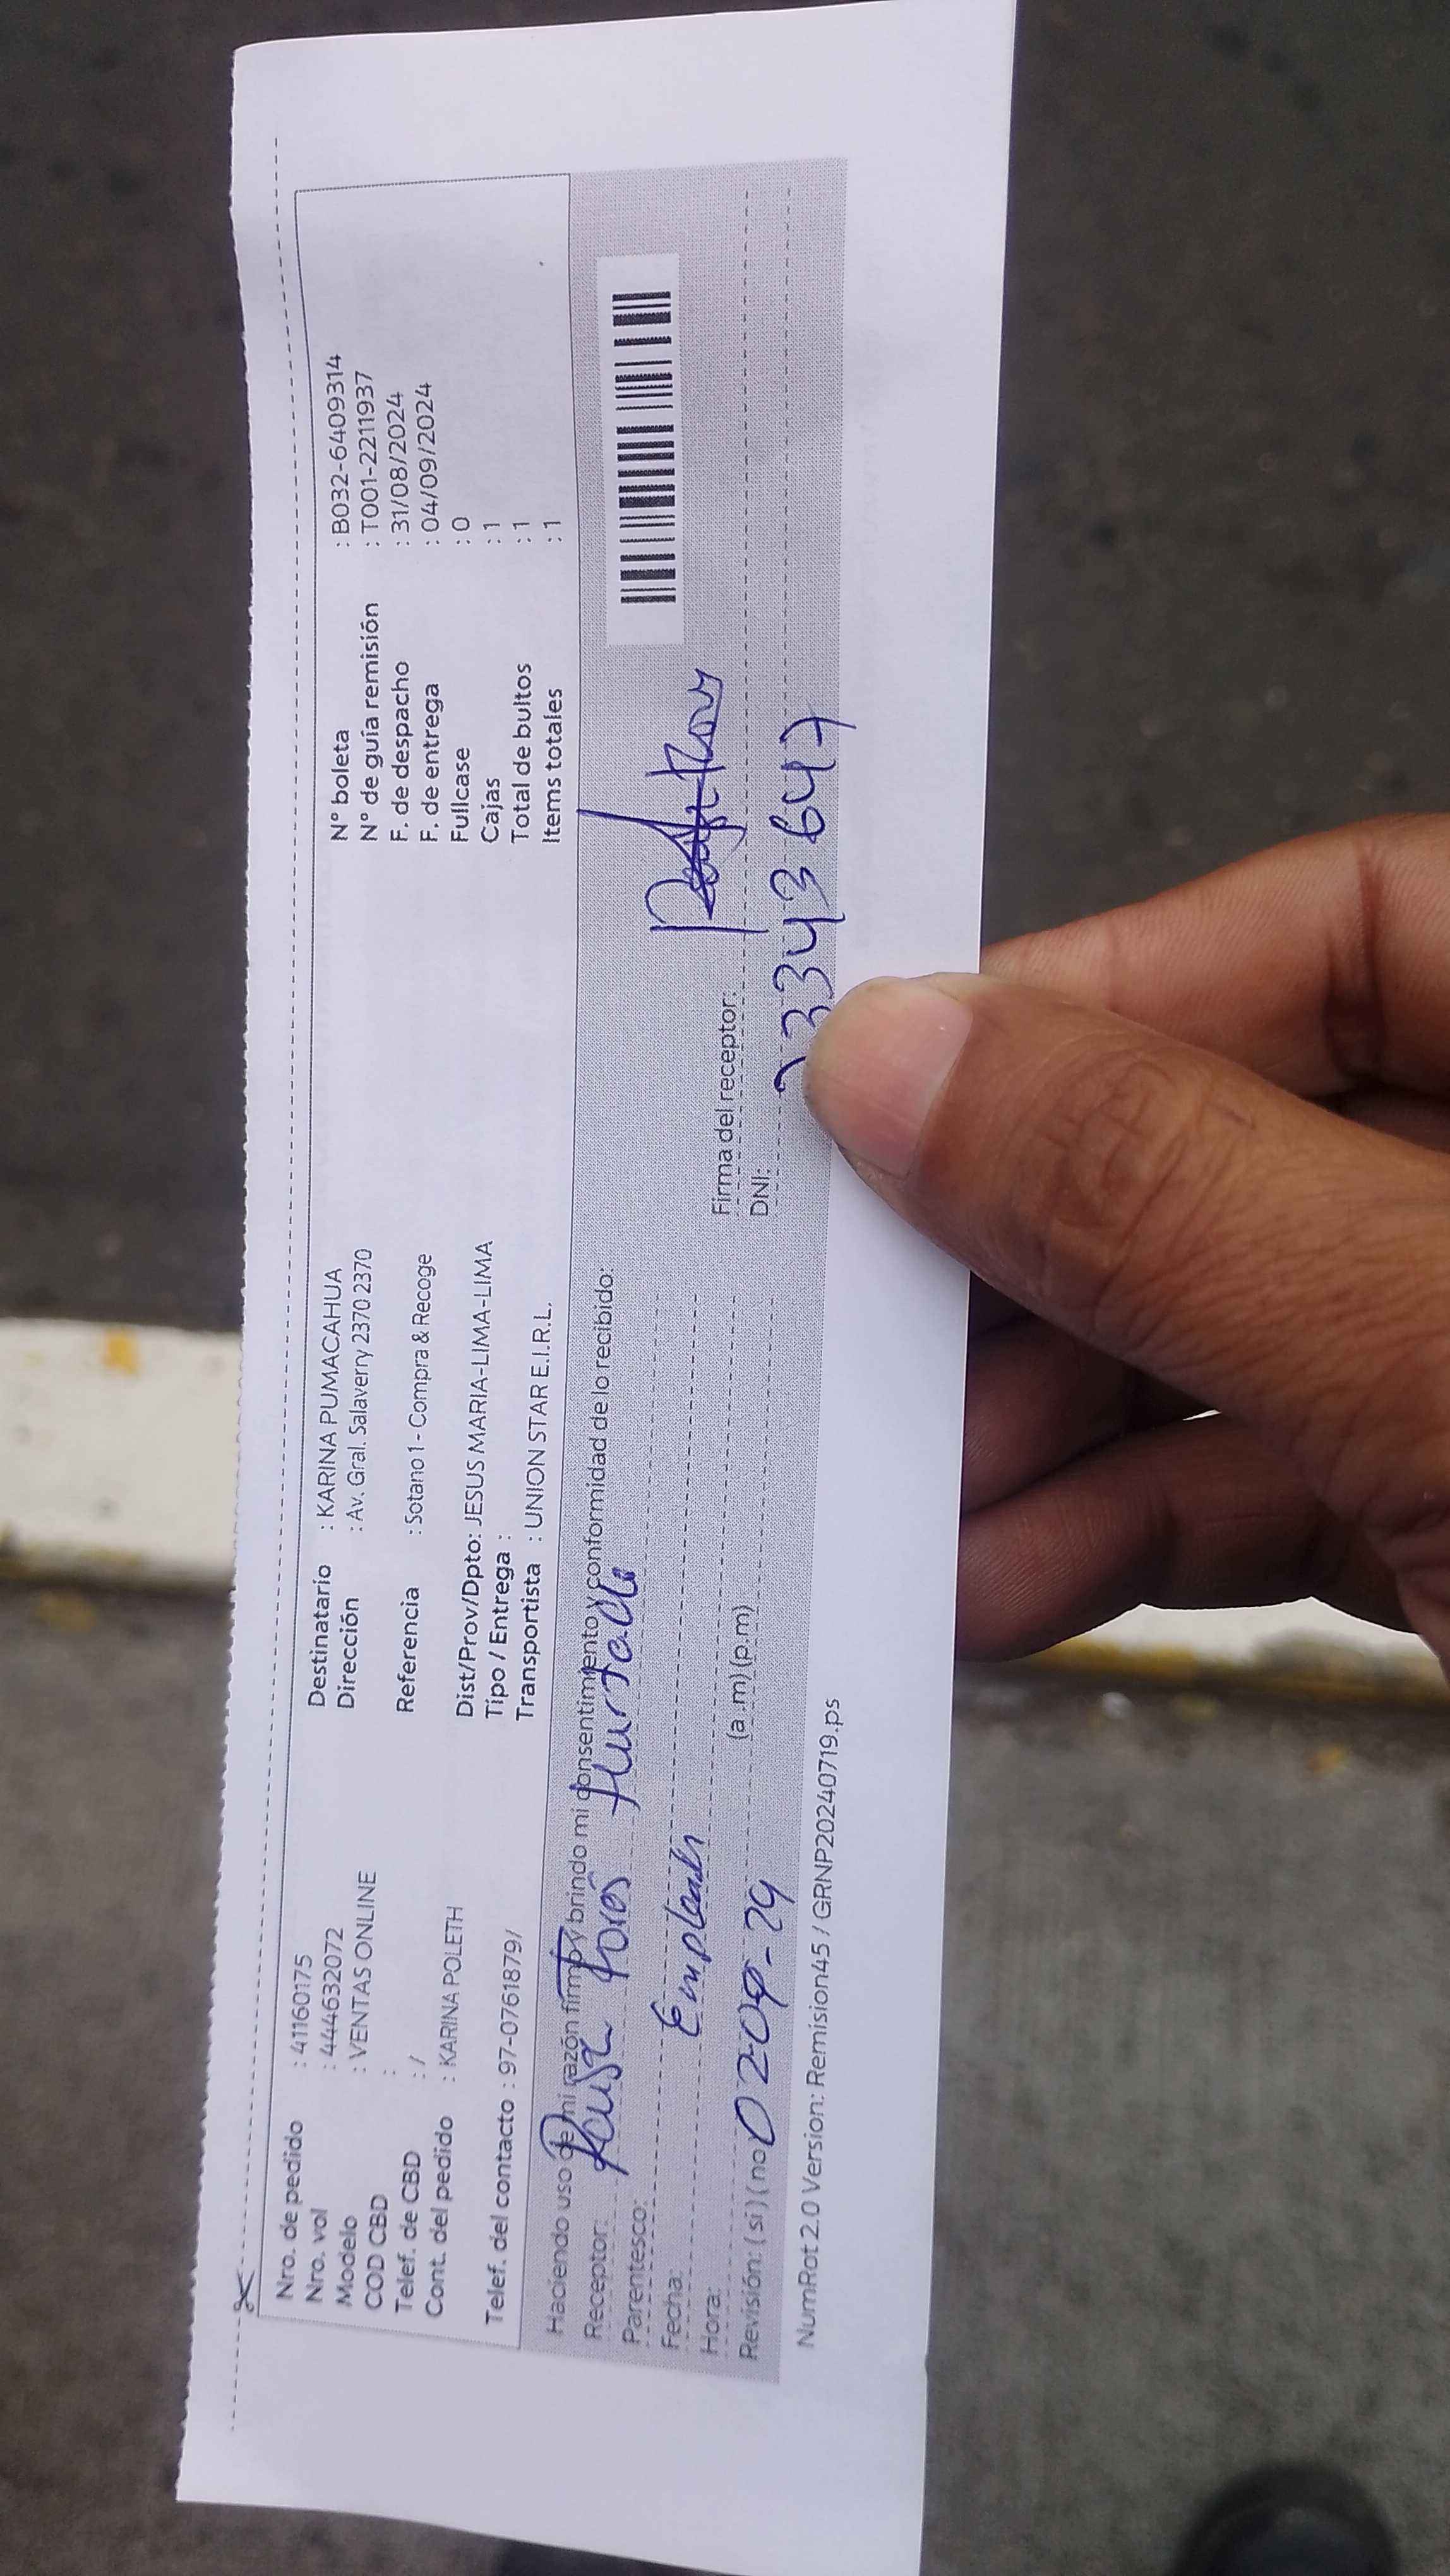 Nro. de pedido : 41160175
Nro. vol : 444632072
Modelo : VENTAS ONLINE
COD CBD :
Telef. de CBD : /
Cont. del pedido : KARINA POLETH
Telef. del contacto : 97-0761879/
Destinatario : KARINA PUMACAHUA
Dirección : Av. Gral. Salaverry 2370 2370
Referencia : Sotano 1 - Compra & Recoge
Dist/Prov/Dpto: JESUS MARIA-LIMA-LIMA
Tipo / Entrega :
Transportista : UNION STAR E.I.R.L.
N° boleta : B032-6409314
N° de guía remisión : T001-2211937
F. de despacho : 31/08/2024
F. de entrega : 04/09/2024
Fullcase : 0
Cajas : 1
Total de bultos : 1
Items totales : 1
Haciendo uso de mi razón firmo y brindo mi consentimiento y conformidad de lo recibido:
Receptor: Hurtado
Parentesco:
Fecha:
Hora: (a.m) (p.m)
Revisión: (si) (no 02-09-24
Firma del receptor:
DNI: 3343647
NumRot 2.0 Version: Remision45 / GRNP20240719.ps